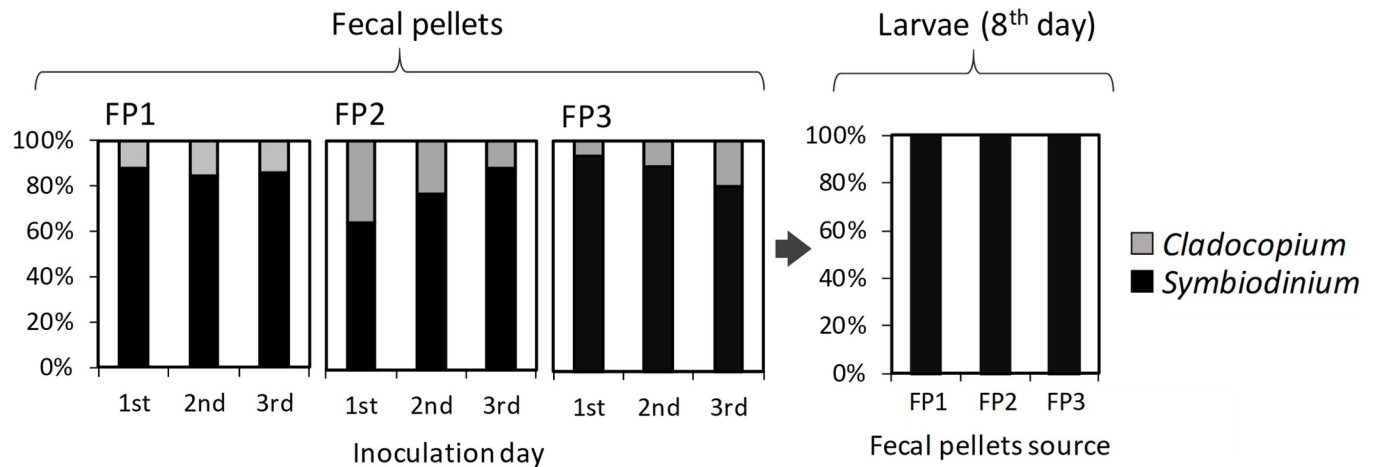 Fecal pellets
Larvae (8th day)
FP1
FP2
FP3
100%
80%
60%
40%
20%
0%
1st 2nd 3rd
1st 2nd 3rd
1st 2nd 3rd
Inoculation day
100%
80%
60%
40%
20%
0%
FP1 FP2 FP3
Fecal pellets source
Cladocopium
Symbiodinium